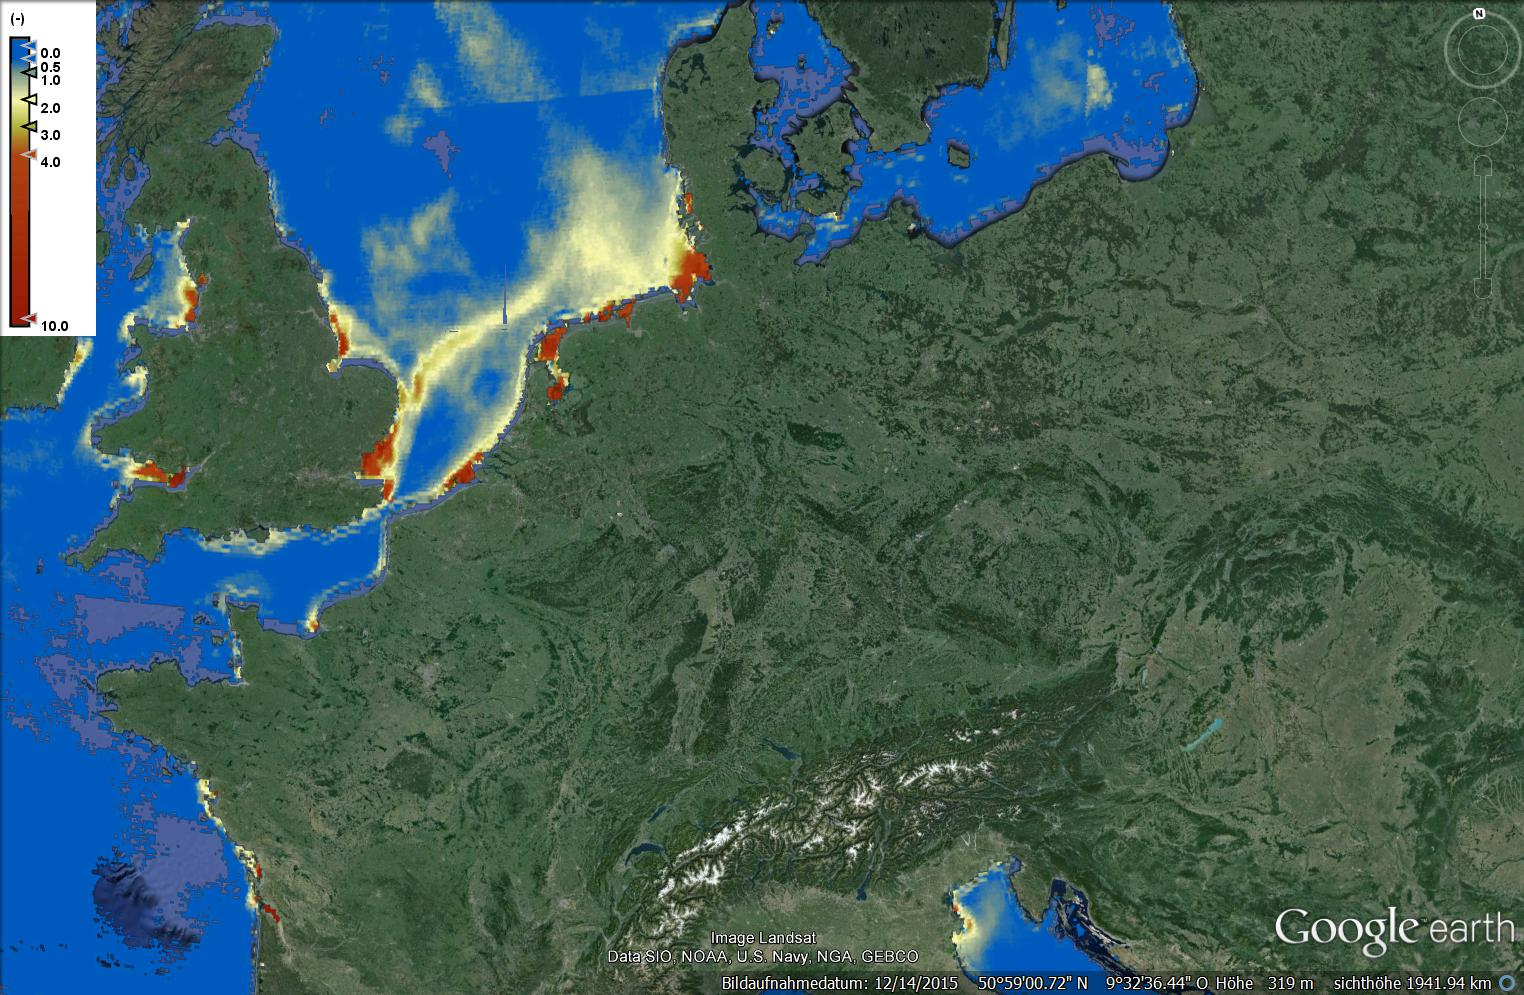 (-)
0.0
0.5
1.0
2.0
3.0
4.0
10.0
N
Google earth
Image Landsat
Data SIO, NOAA, U.S. Navy, NGA, GEBCO
Bildaufnahmedatum: 12/14/2015 50°59'00.72" N 9°32'36.44" O Höhe 319 m sichthöhe 1941.94 km